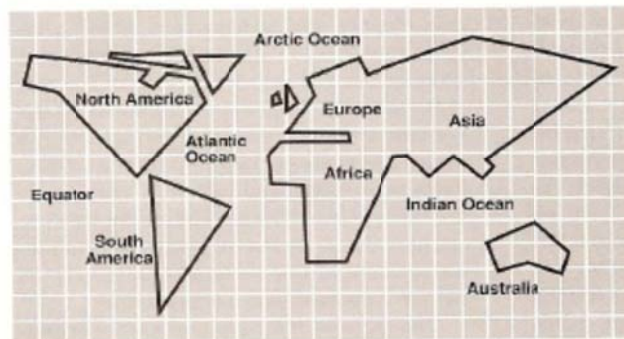 Arctic Ocean
North America
Europe
Asia
Atlantic
Ocean
Africa
Equator
Indian Ocean
South
America
Australia